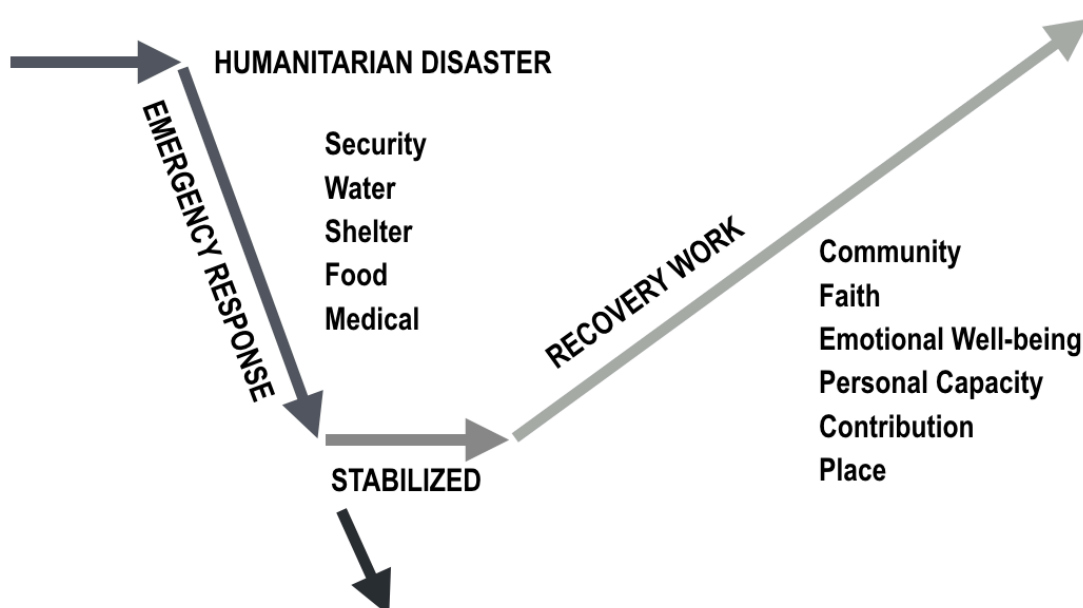 HUMANITARIAN DISASTER
EMERGENCY RESPONSE
Security
Water
Shelter
Food
Medical
STABILIZED
RECOVERY WORK
Community
Faith
Emotional Well-being
Personal Capacity
Contribution
Place